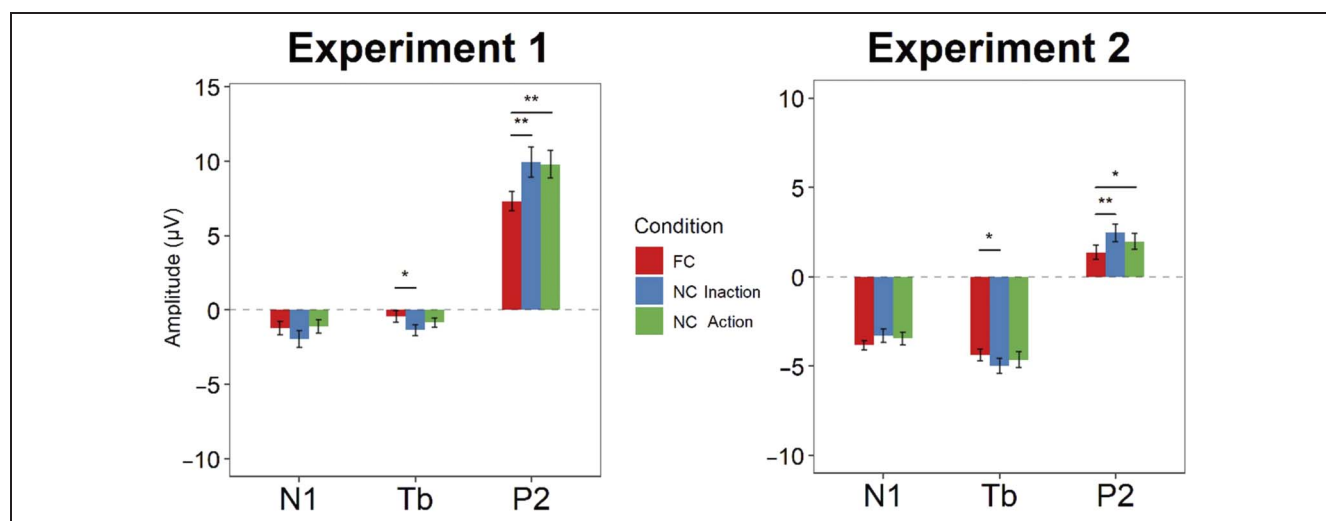 Experiment 1
Experiment 2
Amplitude (µV)
15
10
5
0
−5
−10
**
**
*
N1 Tb P2
Condition
FC
NC Inaction
NC Action
10
5
0
−5
−10
*
**
*
N1 Tb P2